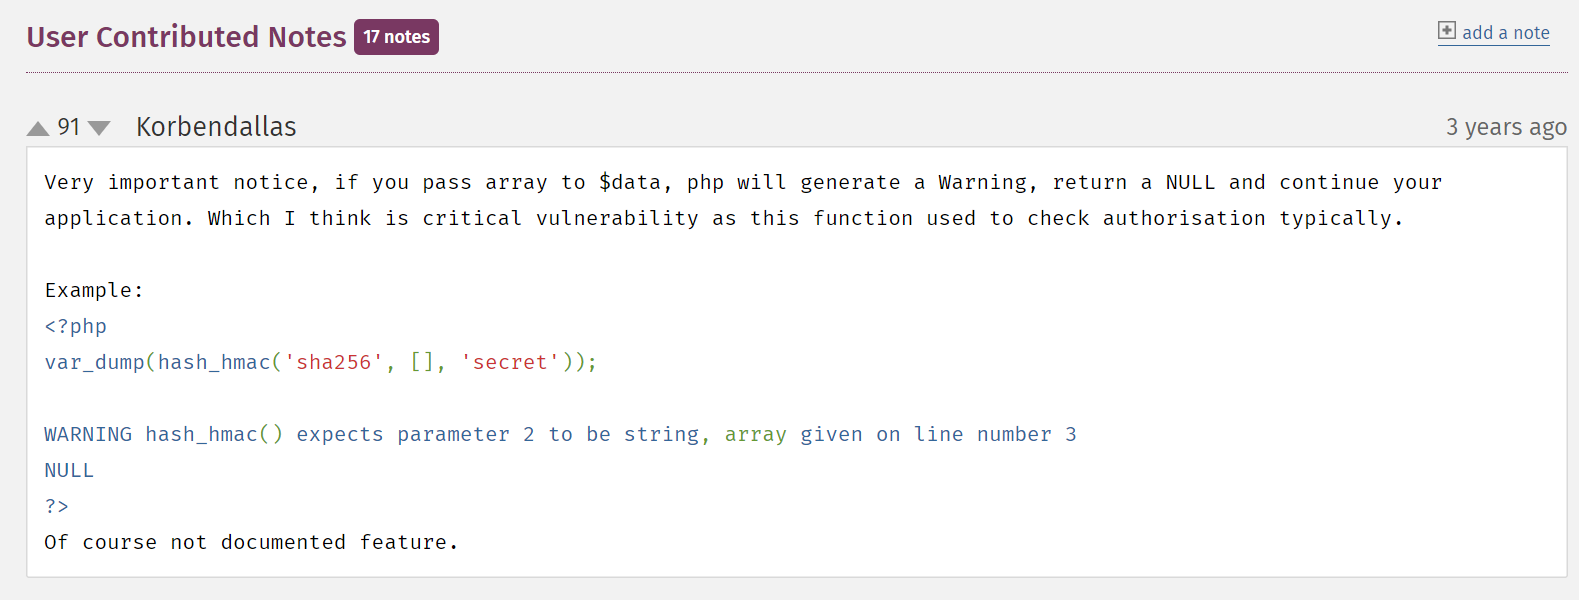 User Contributed Notes 17 notes
add a note
91 Korbendallas
3 years ago
Very important notice, if you pass array to $data, php will generate a Warning, return a NULL and continue your
application. Which I think is critical vulnerability as this function used to check authorisation typically.
Example:
<?php
var_dump(hash_hmac('sha256', [], 'secret'));
WARNING hash_hmac() expects parameter 2 to be string, array given on line number 3
NULL
?>
Of course not documented feature.